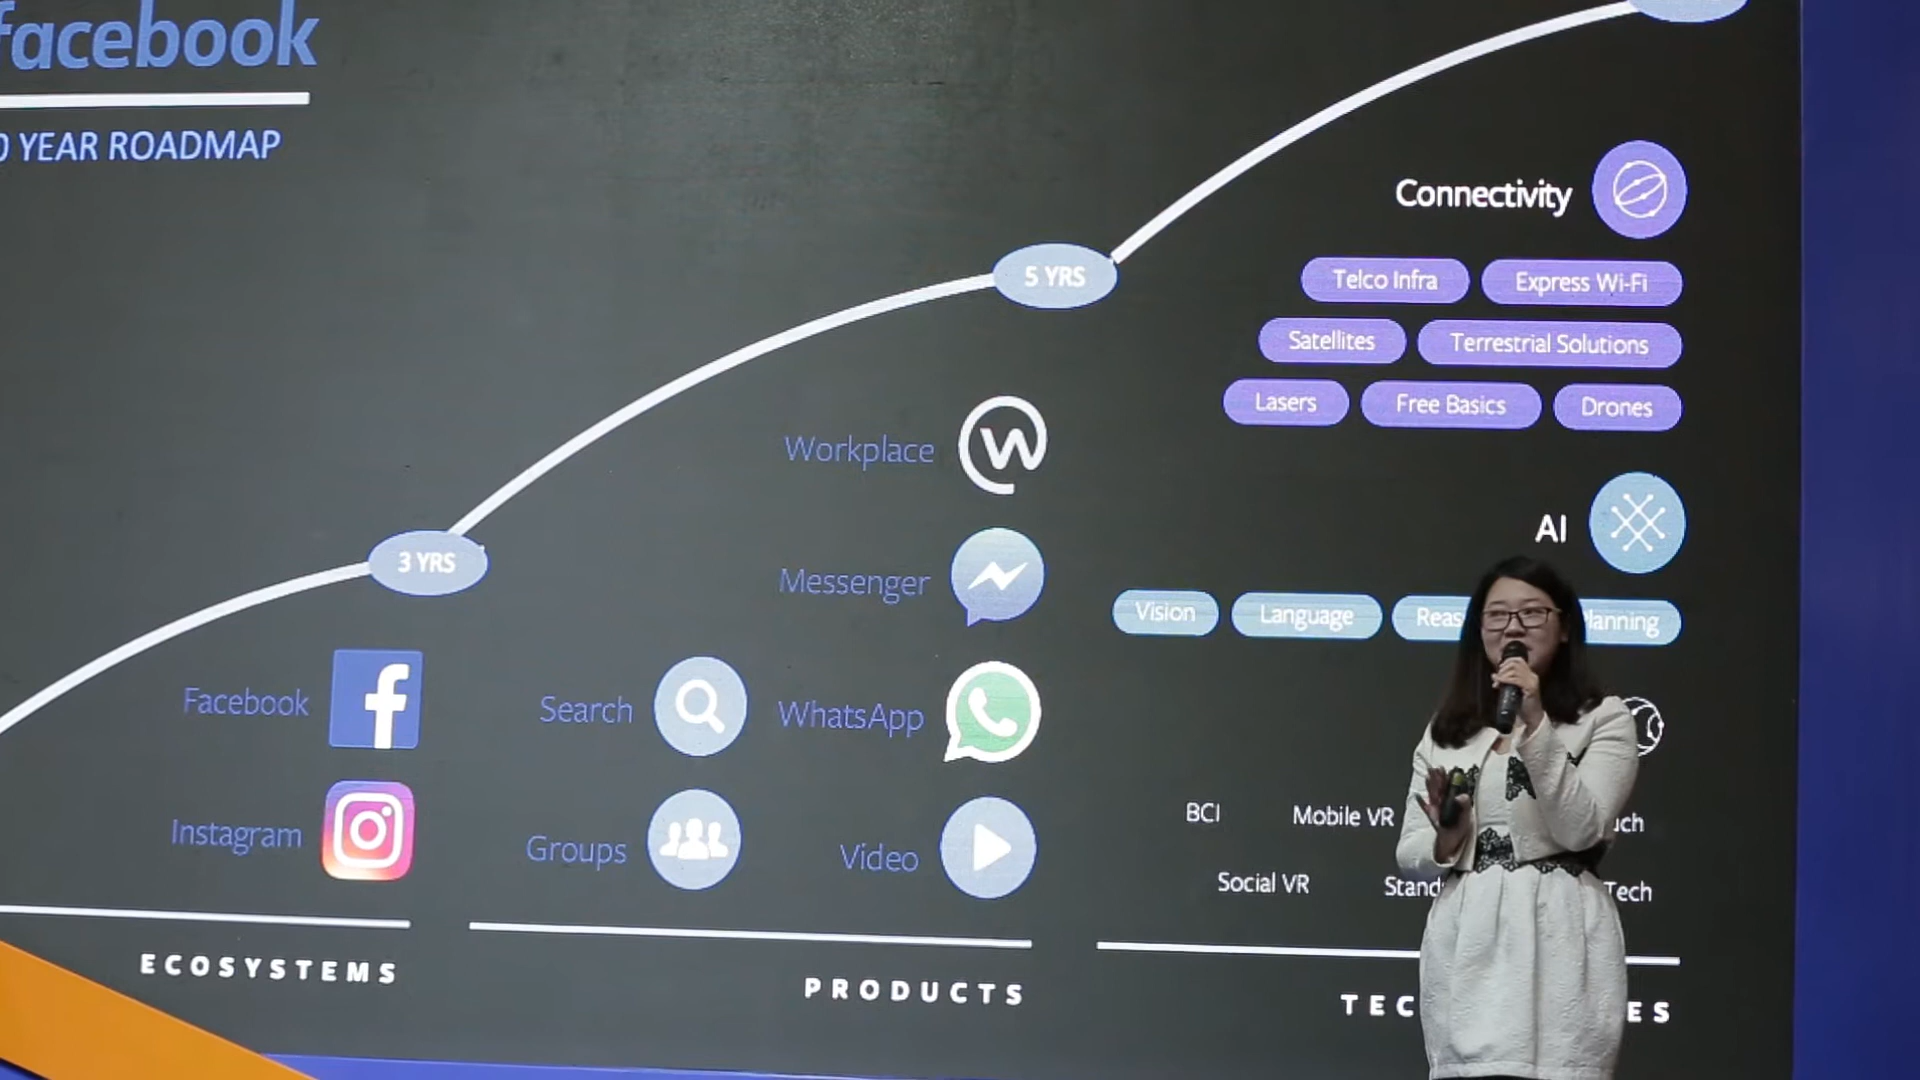 facebook
YEAR ROADMAP
3 YRS
5 YRS
Facebook
Instagram
ECOSYSTEMS
Search
Groups
Workplace
Messenger
WhatsApp
Video
PRODUCTS
Connectivity
Telco Infra Express Wi-Fi
Satellites Terrestrial Solutions
Lasers Free Basics Drones
AI
Vision Language Planning
BCI Mobile VR
Social VR Tech